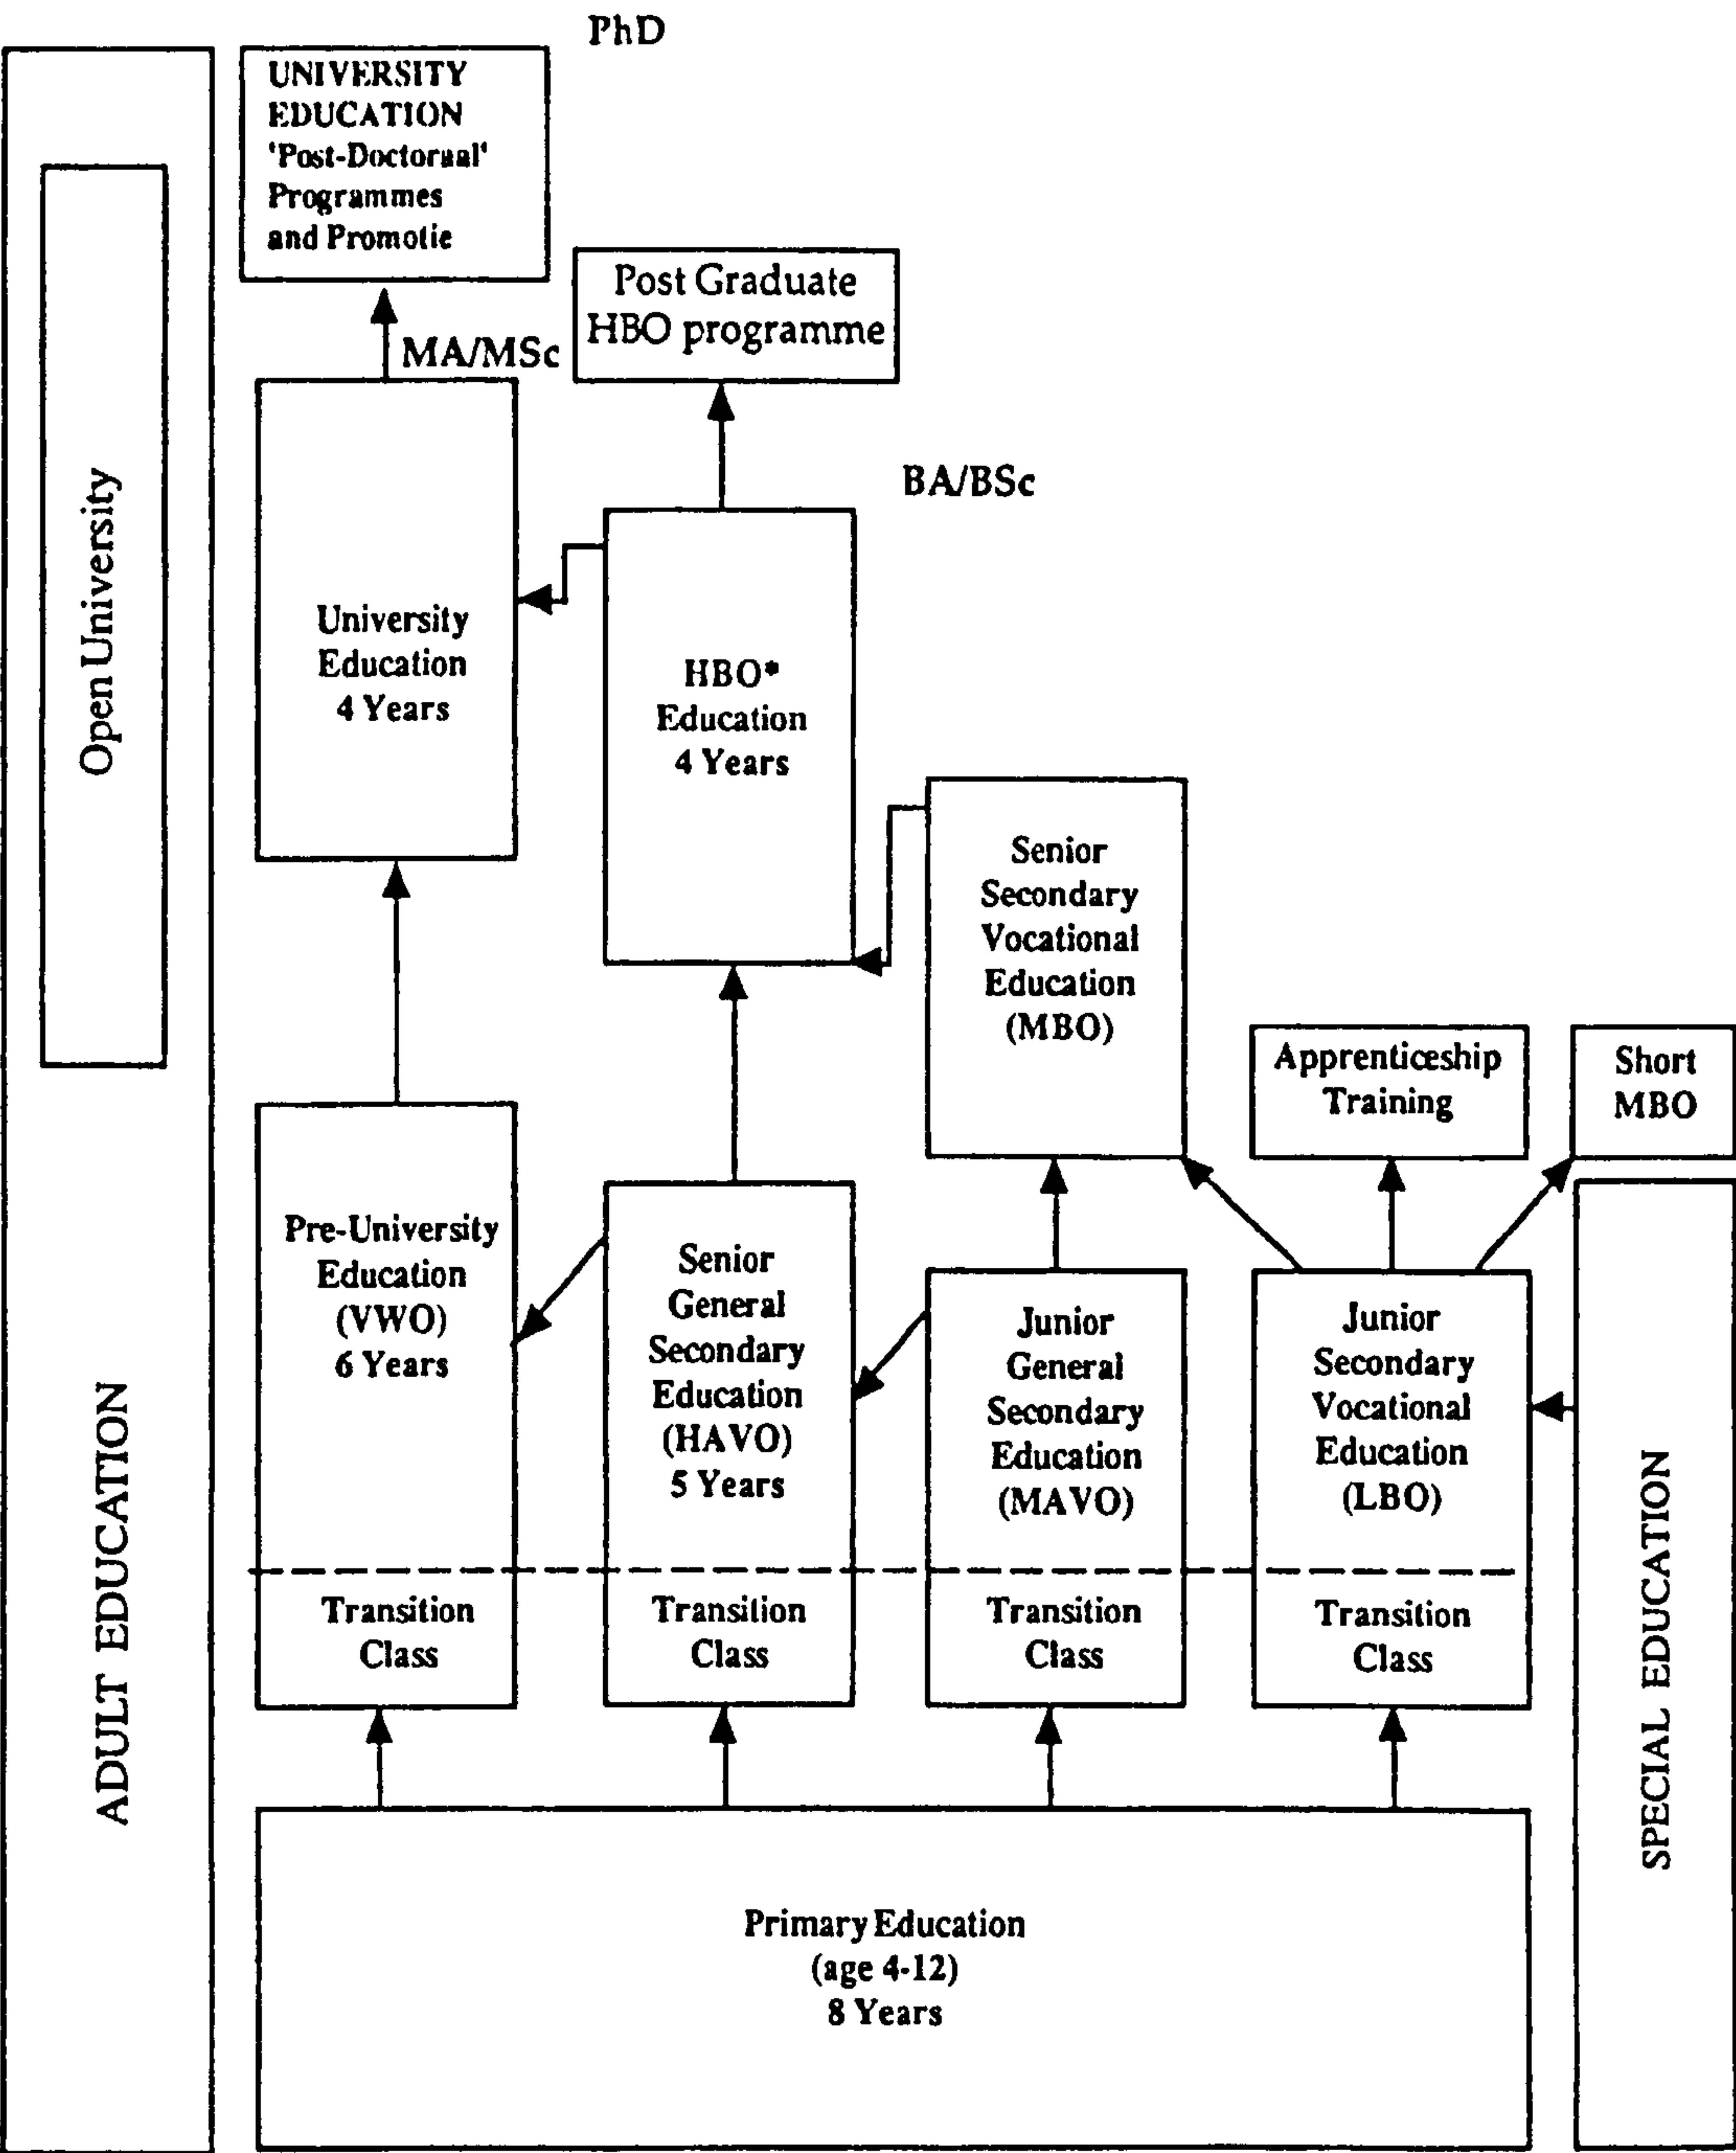 PhD
UNIVERSITY
EDUCATION
'Post-Doctoraal'
Programmes
and Promotie
Post Graduate
HBO programme
MA/MSc
BA/BSc
Open University
University
Education
4 Years
HBO*
Education
4 Years
Senior
Secondary
Vocational
Education
(MBO)
Apprenticeship
Training
Short
MBO
Pre-University
Education
(VWO)
6 Years
Senior
General
Secondary
Education
(HAVO)
5 Years
Junior
General
Secondary
Education
(MAVO)
Junior
Secondary
Vocational
Education
(LBO)
Transition
Class
Transition
Class
Transition
Class
Transition
Class
ADULT EDUCATION
SPECIAL EDUCATION
Primary Education
(age 4-12)
8 Years